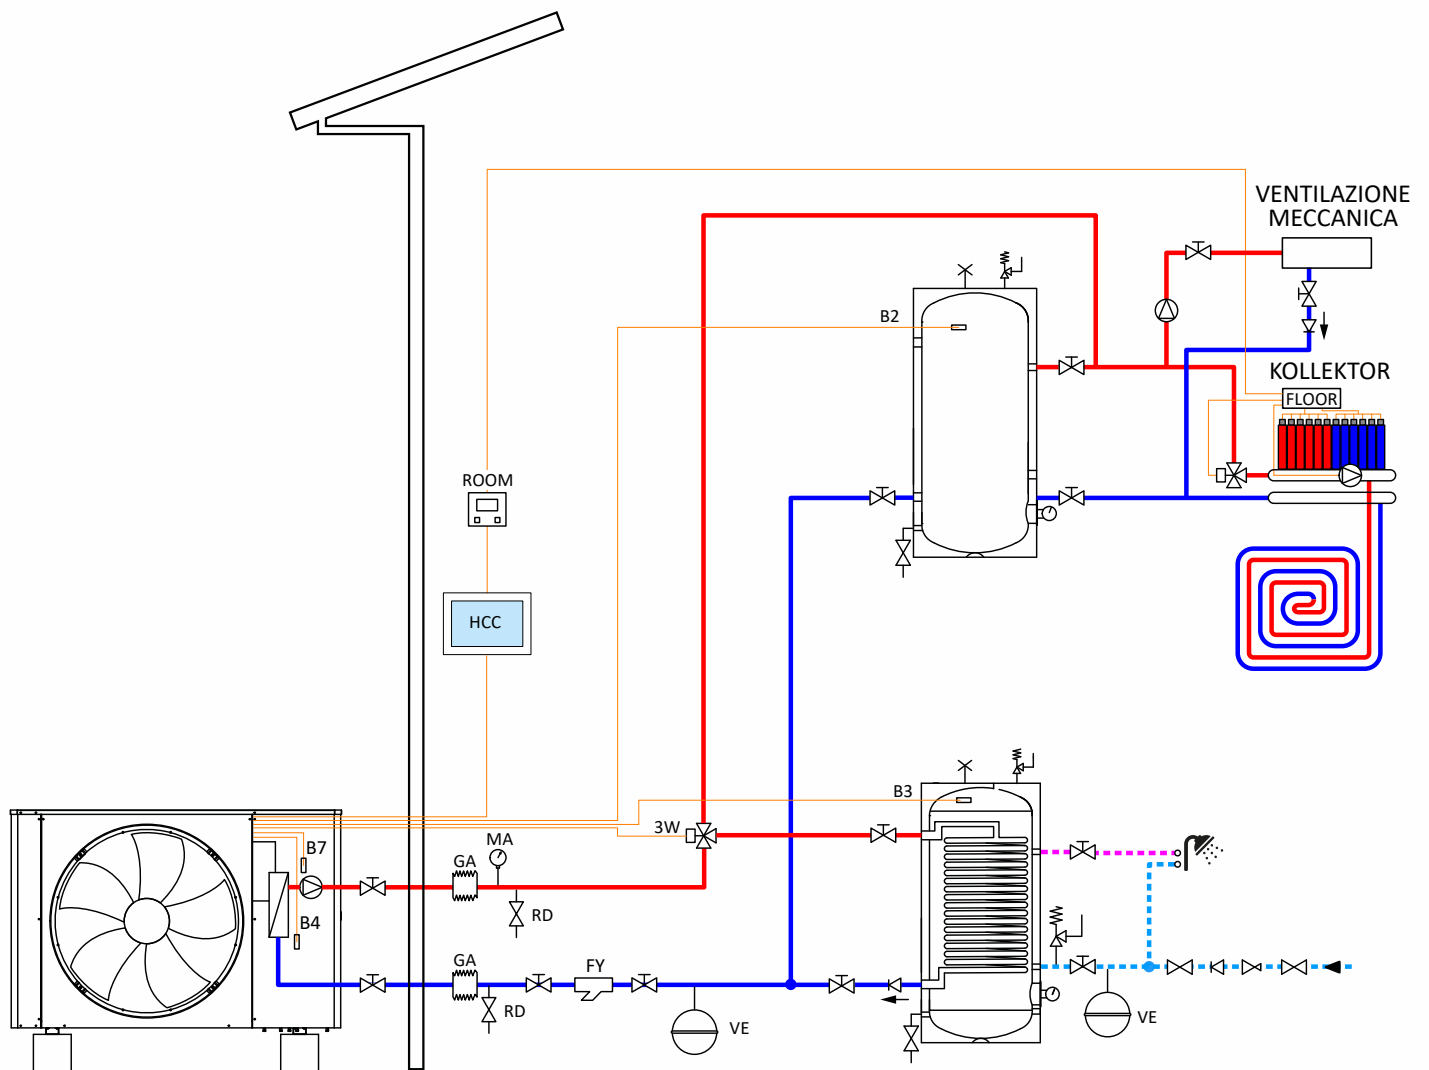 VENTILAZIONE
MECCANICA
B2
KOLLEKTOR
FLOOR
ROOM
HCC
B3
3W
MA
B7
GA
RD
B4
GA
FY
RD
VE
VE